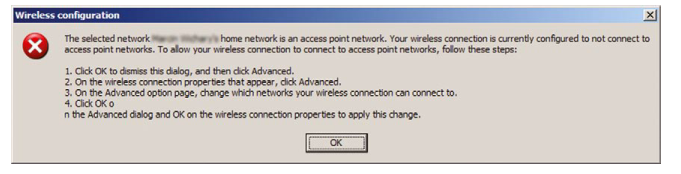 Wireless configuration
The selected network home network is an access point network. Your wireless connection is currently configured to not connect to
access point networks. To allow your wireless connection to connect to access point networks, follow these steps:
1. Click OK to dismiss this dialog, and then click Advanced.
2. On the wireless connection properties that appear, click Advanced.
3. On the Advanced option page, change which networks your wireless connection can connect to.
4. Click OK o
n the Advanced dialog and OK on the wireless connection properties to apply this change.
OK